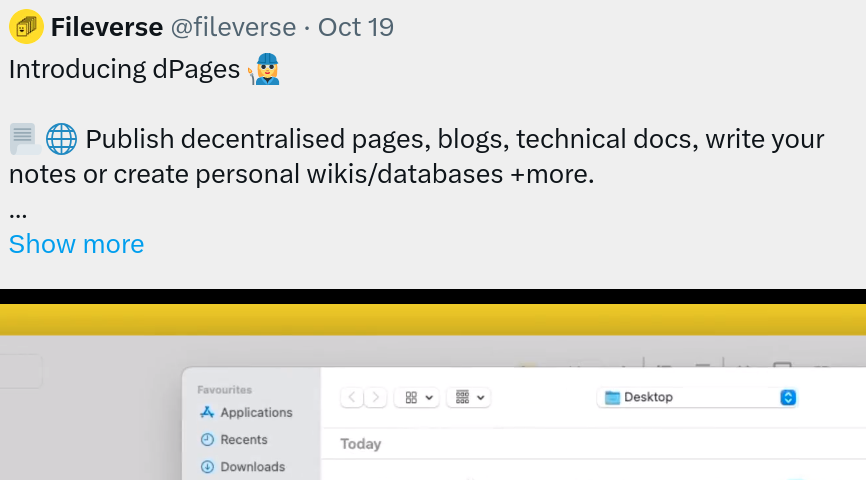 Fileverse @fileverse · Oct 19
Introducing dPages 👷
📃🌐 Publish decentralised pages, blogs, technical docs, write your
notes or create personal wikis/databases +more.
...
Show more
Favourites
Applications
Recents
Downloads
Desktop
Today